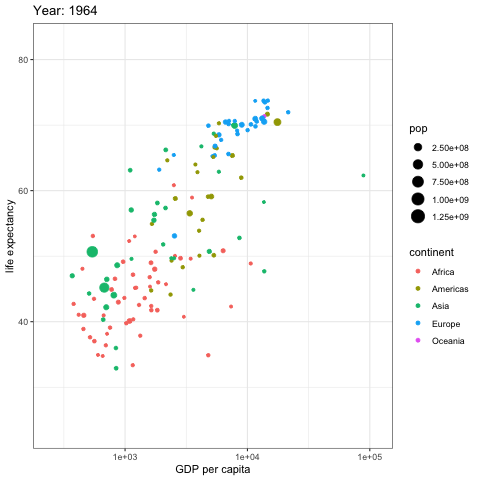 Year: 1964
80
60
40
life expectancy
1e+03
1e+04
1e+05
GDP per capita
pop
2.50e+08
5.00e+08
7.50e+08
1.00e+09
1.25e+09
continent
Africa
Americas
Asia
Europe
Oceania